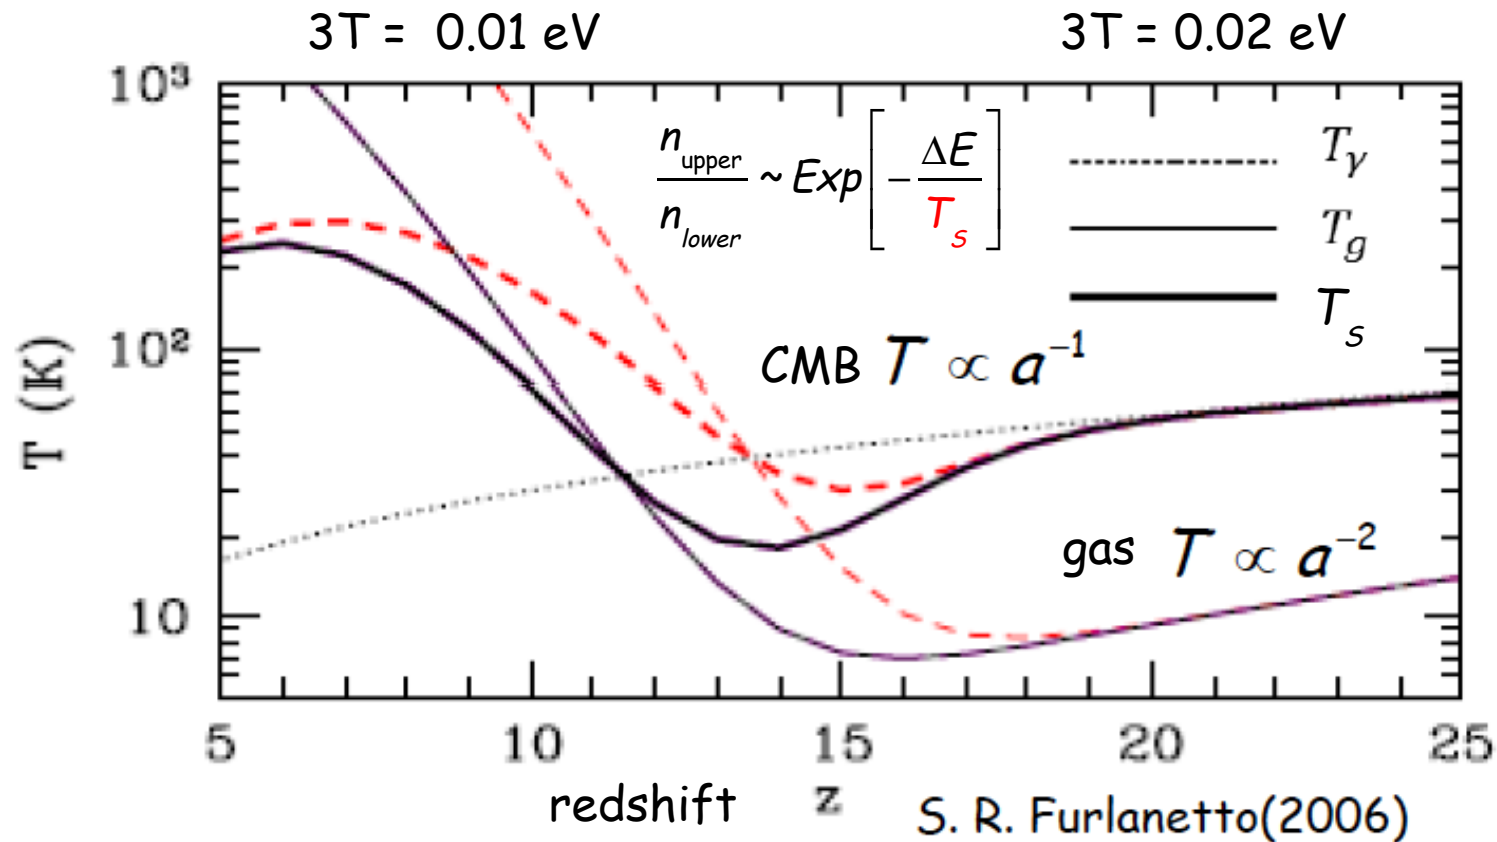 3T = 0.01 eV 3T = 0.02 eV
10³
n_upper / n_lower ~ Exp[ − ΔE / T_s ]
T_γ
T_g
T_s
10²
CMB T ∝ a⁻¹
T (K)
gas T ∝ a⁻²
10
5 10 15 20 25
redshift z
S. R. Furlanetto(2006)